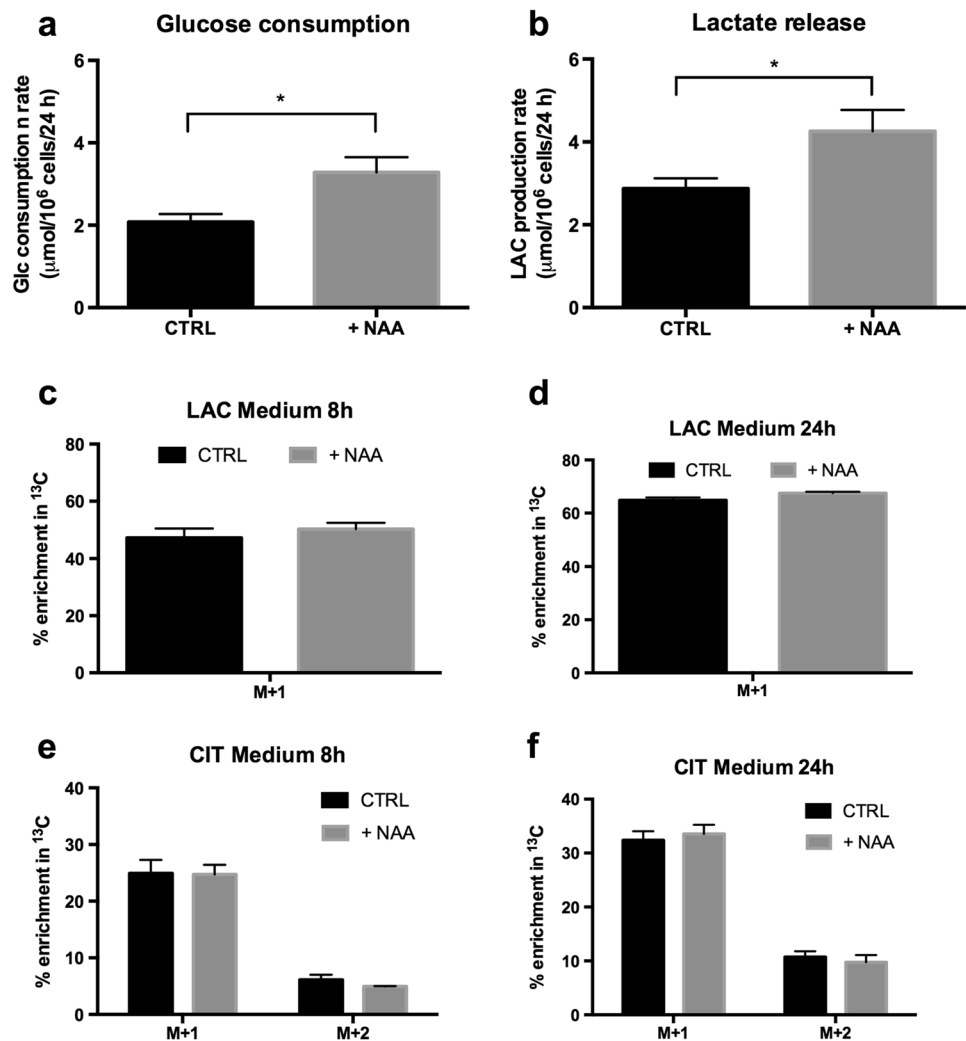 a
Glucose consumption
Glc consumption n rate
(μmol/10⁶ cells/24 h)
6
4
2
0
*
CTRL
+ NAA
b
Lactate release
LAC production rate
(μmol/10⁶ cells/24 h)
6
4
2
0
*
CTRL
+ NAA
c
LAC Medium 8h
% enrichment in ¹³C
80
60
40
20
0
CTRL
+ NAA
M+1
d
LAC Medium 24h
% enrichment in ¹³C
80
60
40
20
0
CTRL
+ NAA
M+1
e
CIT Medium 8h
% enrichment in ¹³C
40
30
20
10
0
CTRL
+ NAA
M+1
M+2
f
CIT Medium 24h
% enrichment in ¹³C
40
30
20
10
0
CTRL
+ NAA
M+1
M+2